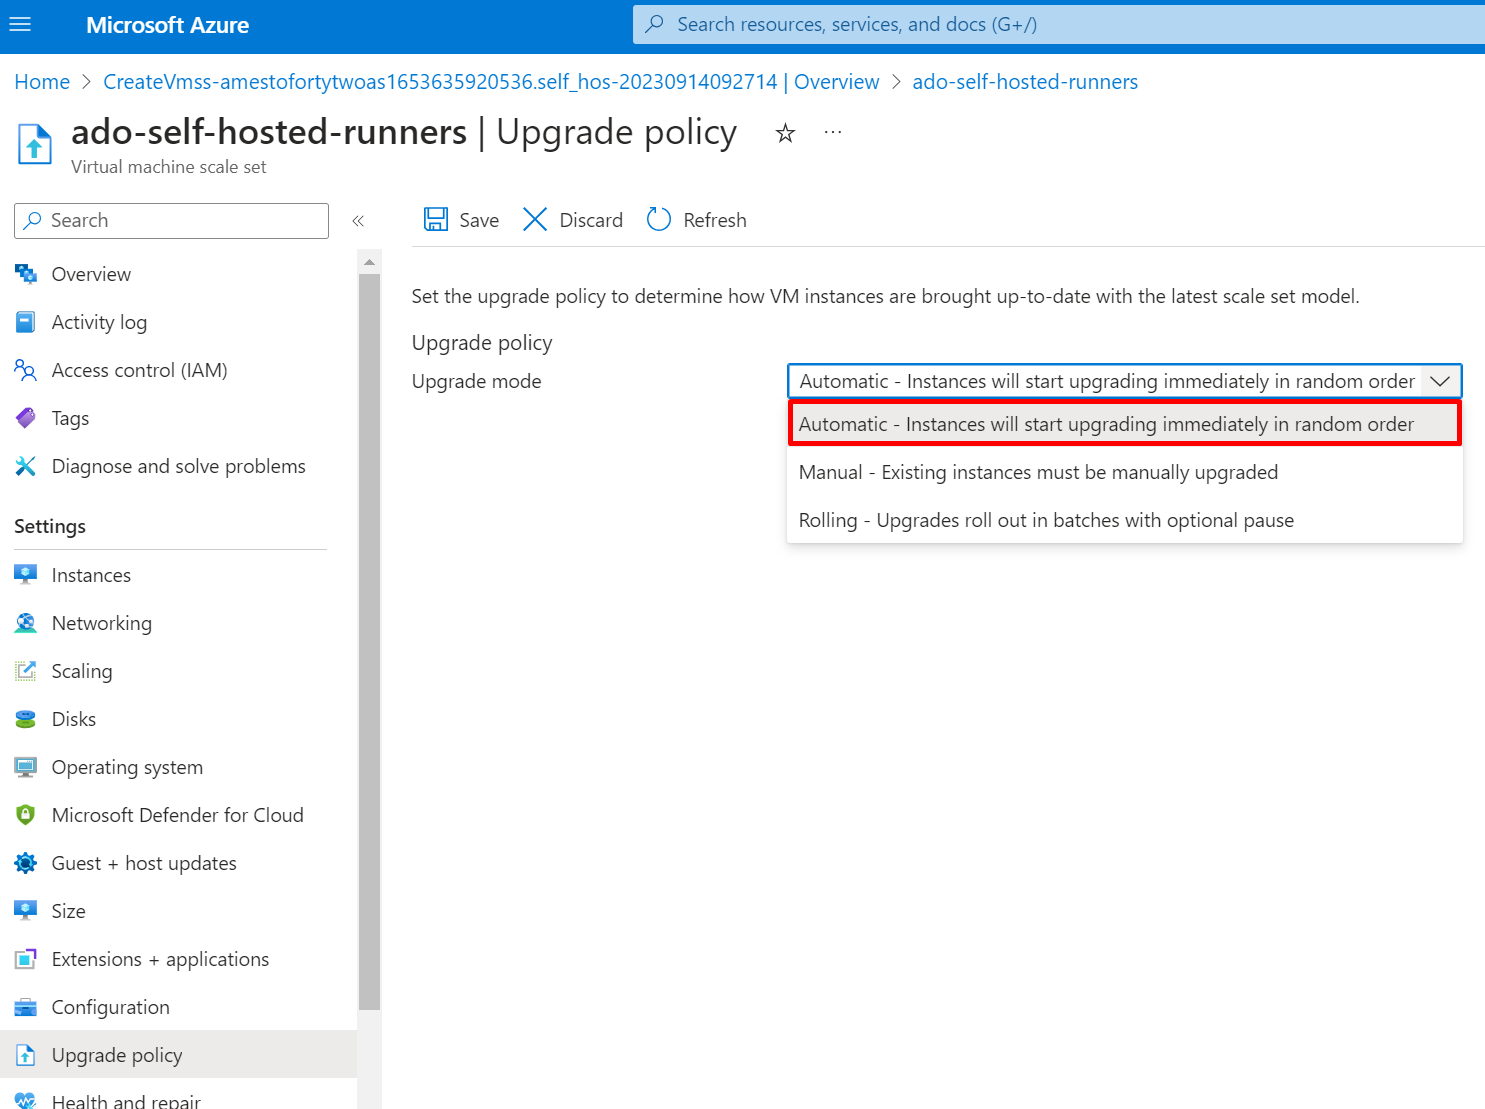 Microsoft Azure
Search resources, services, and docs (G+/)
Home > CreateVmss-amestofortytwoas1653635920536.self_hos-20230914092714 | Overview > ado-self-hosted-runners
ado-self-hosted-runners | Upgrade policy
Virtual machine scale set
Search
Save
Discard
Refresh
Overview
Activity log
Access control (IAM)
Tags
Diagnose and solve problems
Settings
Instances
Networking
Scaling
Disks
Operating system
Microsoft Defender for Cloud
Guest + host updates
Size
Extensions + applications
Configuration
Upgrade policy
Health and repair
Set the upgrade policy to determine how VM instances are brought up-to-date with the latest scale set model.
Upgrade policy
Upgrade mode
Automatic - Instances will start upgrading immediately in random order
Automatic - Instances will start upgrading immediately in random order
Manual - Existing instances must be manually upgraded
Rolling - Upgrades roll out in batches with optional pause